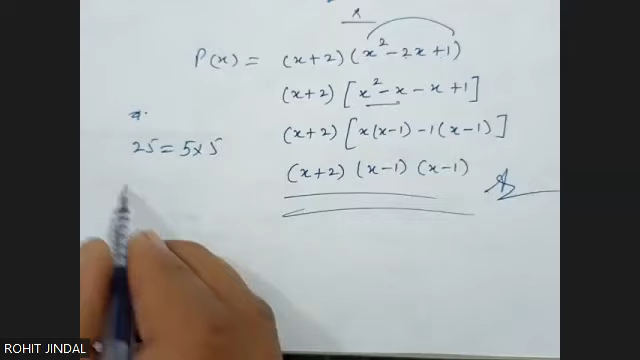 P(x) = (x+2)(x² - 2x + 1)
(x+2) [x² - x - x + 1]
(x+2) [x(x-1) - 1(x-1)]
25 = 5 x 5
(x+2) (x-1) (x-1)
ROHIT JINDAL